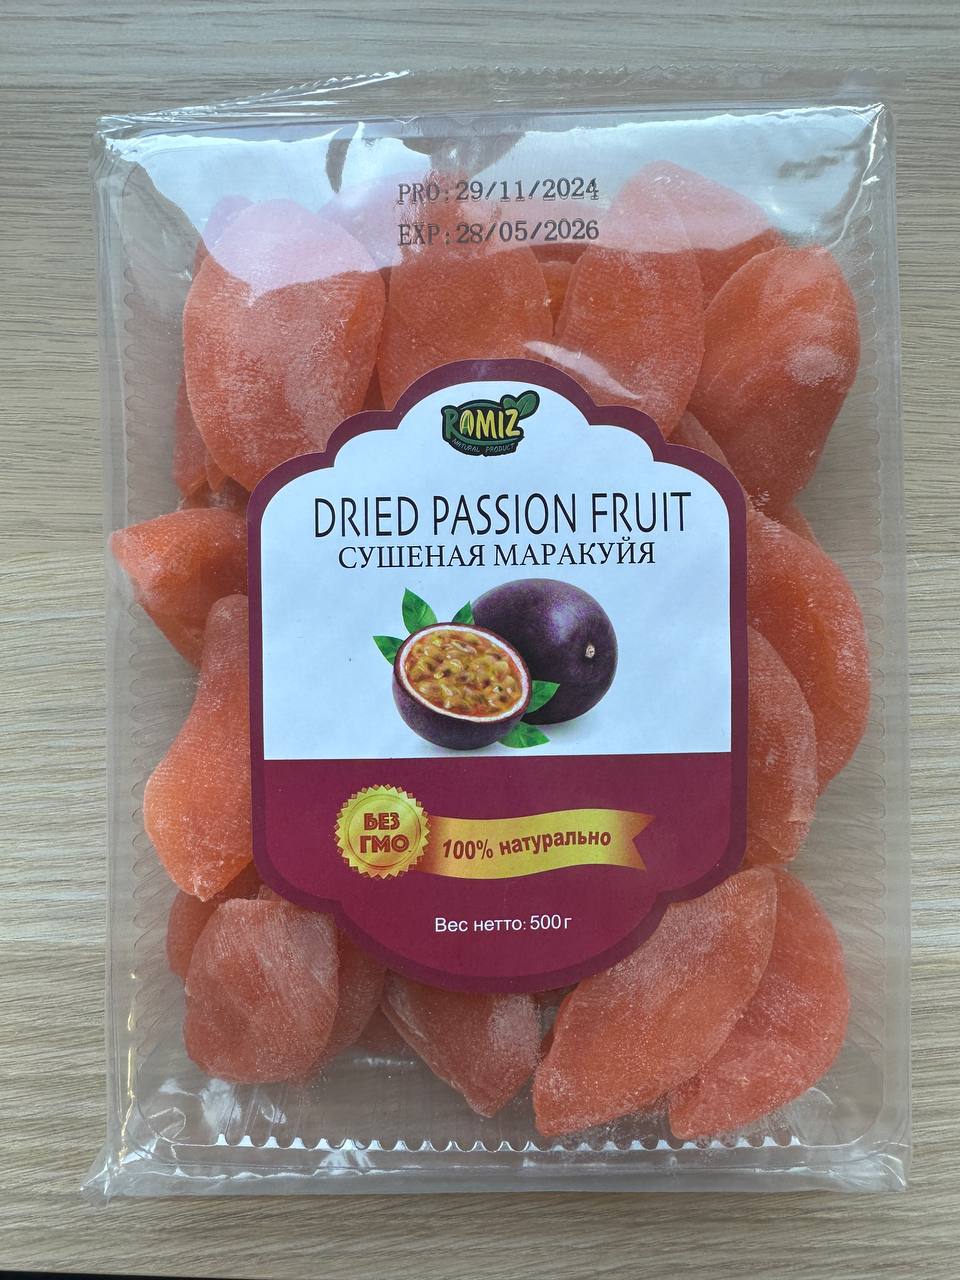 PRO:29/11/2024
EXP:28/05/2026
RAMIZ
NATURAL PRODUCT
DRIED PASSION FRUIT
СУШЕНАЯ МАРАКУЙЯ
БЕЗ
ГМО
100% натурально
Вес нетто: 500г